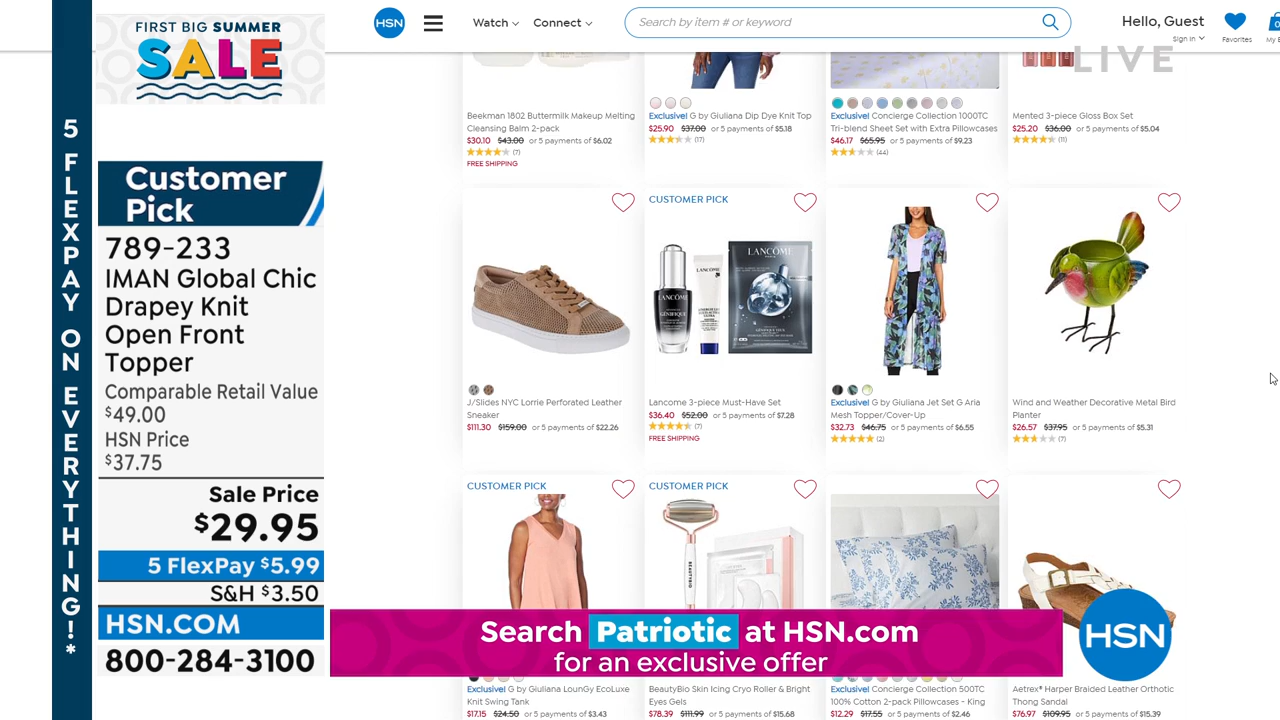 FIRST BIG SUMMER
SALE
5 FLEXPAY ON EVERYTHING!*
Customer
Pick
789-233
IMAN Global Chic
Drapey Knit
Open Front
Topper
Comparable Retail Value
$49.00
HSN Price
$37.75
Sale Price
$29.95
5 FlexPay $5.99
S&H $3.50
HSN.COM
800-284-3100
HSN
Watch
Connect
Search by item # or keyword
Hello, Guest
Sign In
Favorites
0
LIVE
Beekman 1802 Buttermilk Makeup Melting
Cleansing Balm 2-pack
$30.10 $43.00 or 5 payments of $6.02
(7)
FREE SHIPPING
Exclusive! G by Giuliana Dip Dye Knit Top
$25.90 $37.00 or 5 payments of $5.18
(17)
Exclusive! Concierge Collection 1000TC
Tri-blend Sheet Set with Extra Pillowcases
$46.17 $65.95 or 5 payments of $9.23
(44)
Mented 3-piece Gloss Box Set
$25.20 $36.00 or 5 payments of $5.04
(11)
J/Slides NYC Lorrie Perforated Leather
Sneaker
$111.30 $159.00 or 5 payments of $22.26
CUSTOMER PICK
LANCOME
LANCOME
GÉNIFIQUE
LANCOME
Lancome 3-piece Must-Have Set
$36.40 $52.00 or 5 payments of $7.28
(7)
FREE SHIPPING
Exclusive! G by Giuliana Jet Set G Aria
Mesh Topper/Cover-Up
$32.73 $46.75 or 5 payments of $6.55
(2)
Wind and Weather Decorative Metal Bird
Planter
$26.57 $37.95 or 5 payments of $5.31
(7)
CUSTOMER PICK
CUSTOMER PICK
BEAUTYBIO
Search Patriotic at HSN.com
for an exclusive offer
HSN
Exclusive! G by Giuliana LounGy EcoLuxe
Knit Swing Tank
$17.15 $24.50 or 5 payments of $3.43
BeautyBio Skin Icing Cryo Roller & Bright
Eyes Gels
$78.39 $111.99 or 5 payments of $15.68
Exclusive! Concierge Collection 500TC
100% Cotton 2-pack Pillowcases - King
$12.29 $17.55 or 5 payments of $2.46
Aetrex® Harper Braided Leather Orthotic
Thong Sandal
$76.97 $109.95 or 5 payments of $15.39